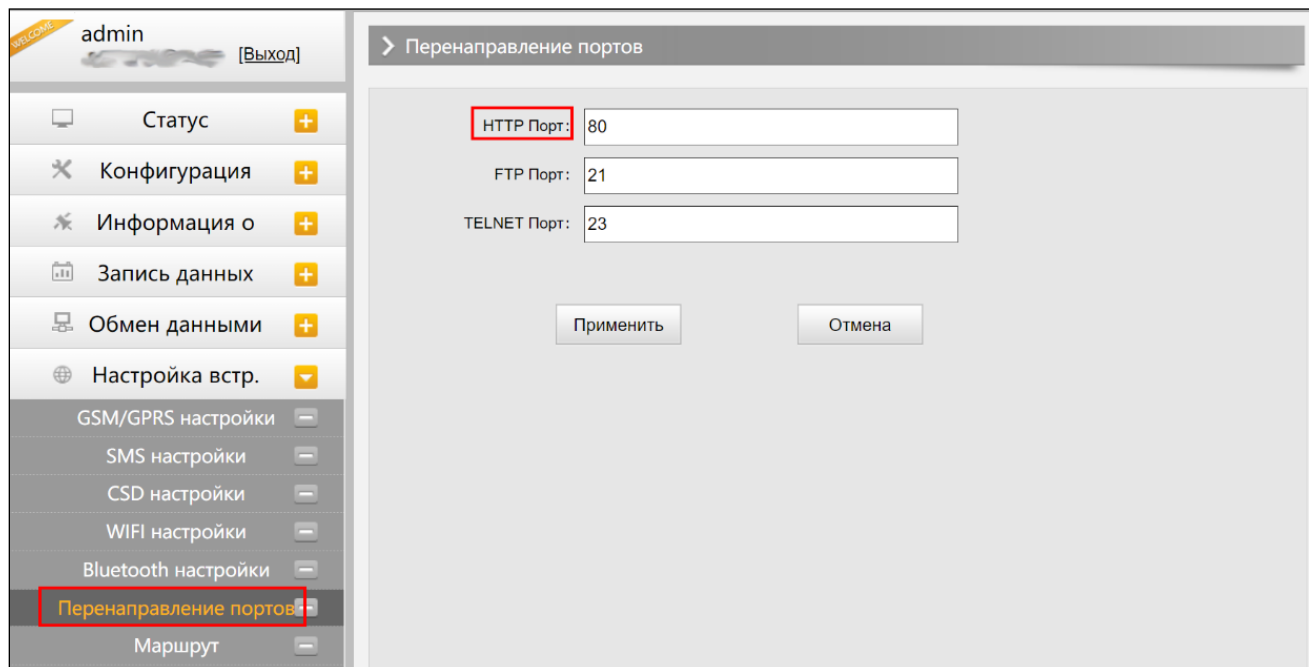 WELCOME
admin
[Выход]
Статус
Конфигурация
Информация о
Запись данных
Обмен данными
Настройка встр.
GSM/GPRS настройки
SMS настройки
CSD настройки
WIFI настройки
Bluetooth настройки
Перенаправление портов
Маршрут
Перенаправление портов
HTTP Порт: 80
FTP Порт: 21
TELNET Порт: 23
Применить Отмена